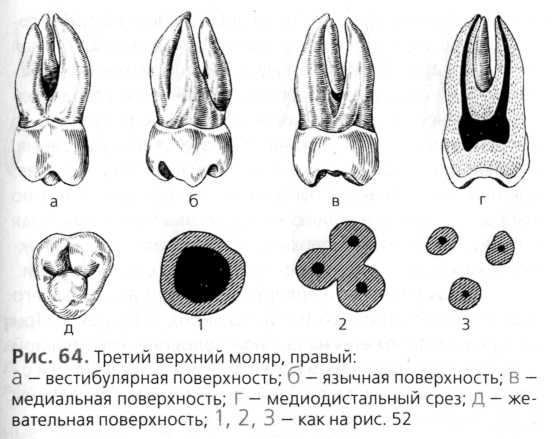 а б в г
д 1 2 3
Рис. 64. Третий верхний моляр, правый:
а – вестибулярная поверхность; б – язычная поверхность; в –
медиальная поверхность; г – медиодистальный срез; д – же-
вательная поверхность; 1, 2, 3 – как на рис. 52